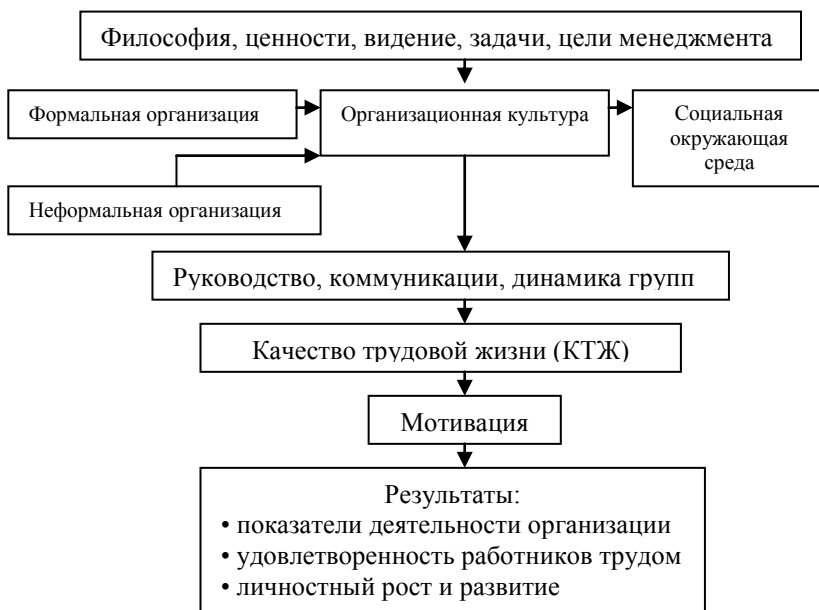 Философия, ценности, видение, задачи, цели менеджмента
Формальная организация
Организационная культура
Социальная
окружающая
среда
Неформальная организация
Руководство, коммуникации, динамика групп
Качество трудовой жизни (КТЖ)
Мотивация
Результаты:
• показатели деятельности организации
• удовлетворенность работников трудом
• личностный рост и развитие